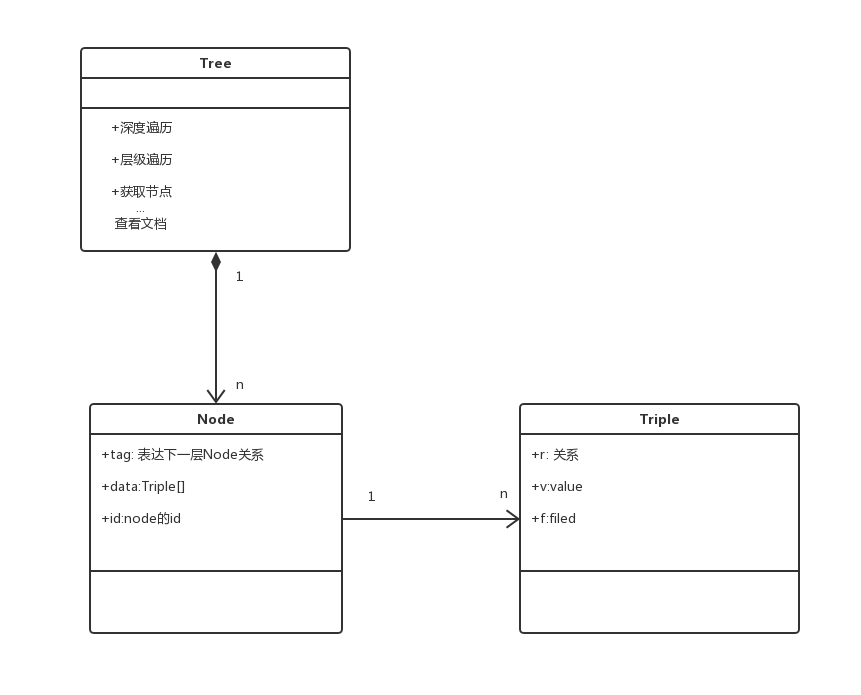 Tree
+深度遍历
+层级遍历
+获取节点
...
查看文档
1
n
Node
+tag: 表达下一层Node关系
+data:Triple[]
+id:node的id
1
n
Triple
+r: 关系
+v:value
+f:filed